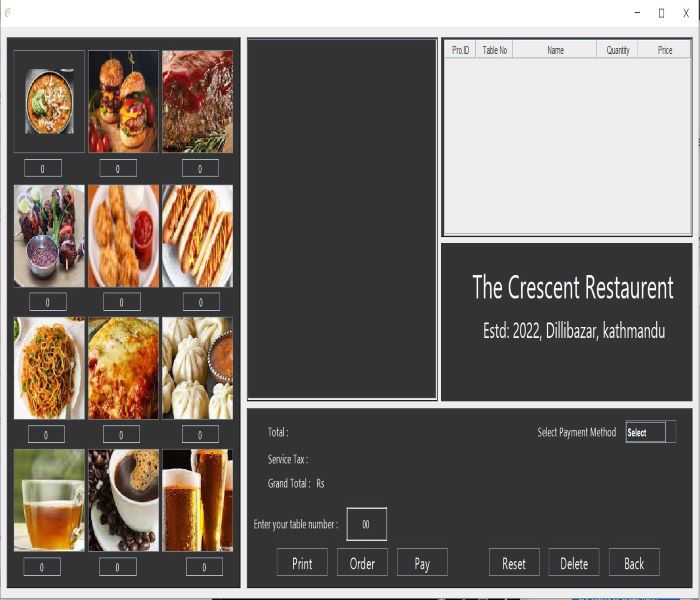 Pro.ID Table No Name Quantity Price
0 0 0
0 0 0
0 0 0
0 0 0
The Crescent Restaurent
Estd: 2022, Dillibazar, kathmandu
Total :
Select Payment Method Select
Service Tax :
Grand Total : Rs
Enter your table number : 00
Print Order Pay Reset Delete Back